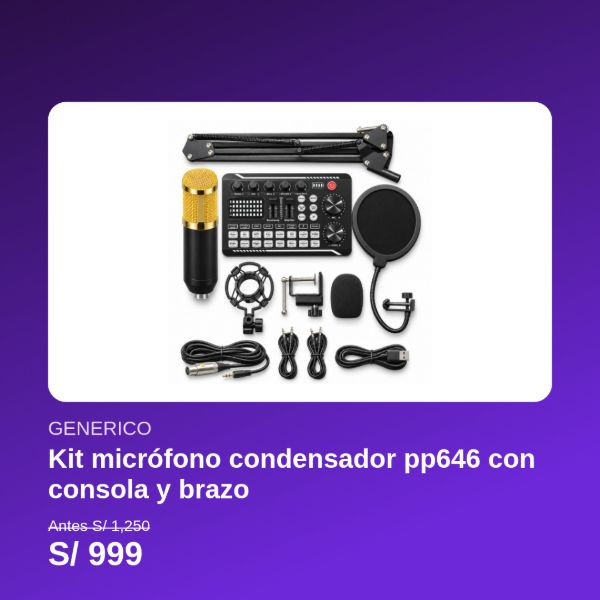 GENERICO
Kit micrófono condensador pp646 con
consola y brazo
Antes S/ 1,250
S/ 999